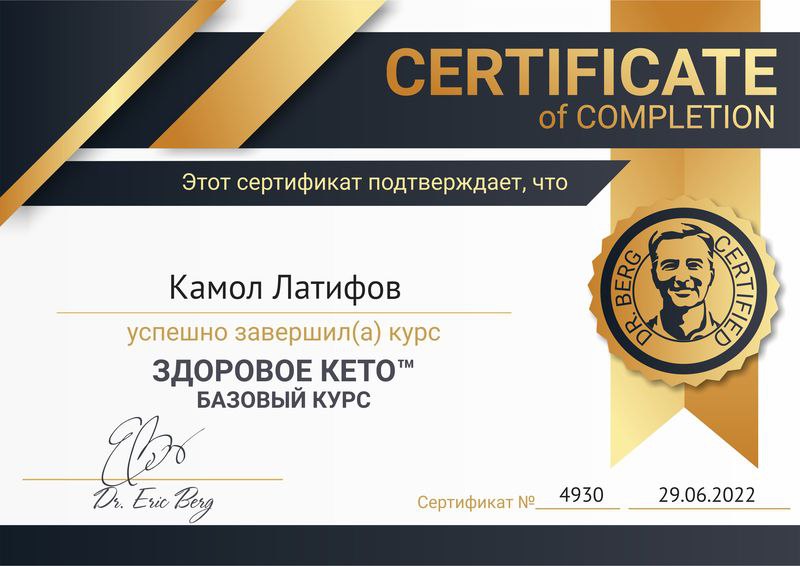 CERTIFICATE
of COMPLETION
Этот сертификат подтверждает, что
DR. BERG CERTIFIED
Камол Латифов
успешно завершил(а) курс
ЗДОРОВОЕ КЕТО™
БАЗОВЫЙ КУРС
Dr. Eric Berg
Сертификат № 4930 29.06.2022